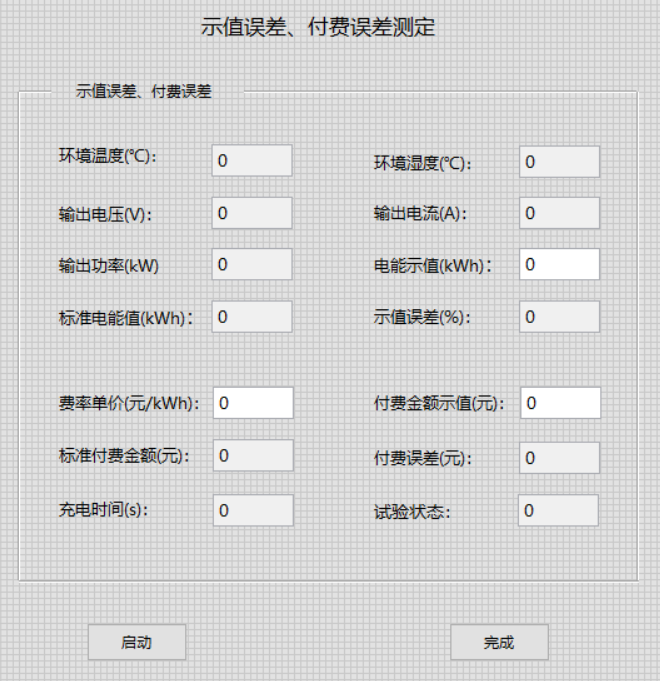 示值误差、付费误差测定
示值误差、付费误差
环境温度(℃): 0 环境湿度(℃): 0
输出电压(V): 0 输出电流(A): 0
输出功率(kW) 0 电能示值(kWh): 0
标准电能值(kWh): 0 示值误差(%): 0
费率单价(元/kWh): 0 付费金额示值(元): 0
标准付费金额(元): 0 付费误差(元): 0
充电时间(s): 0 试验状态: 0
启动 完成